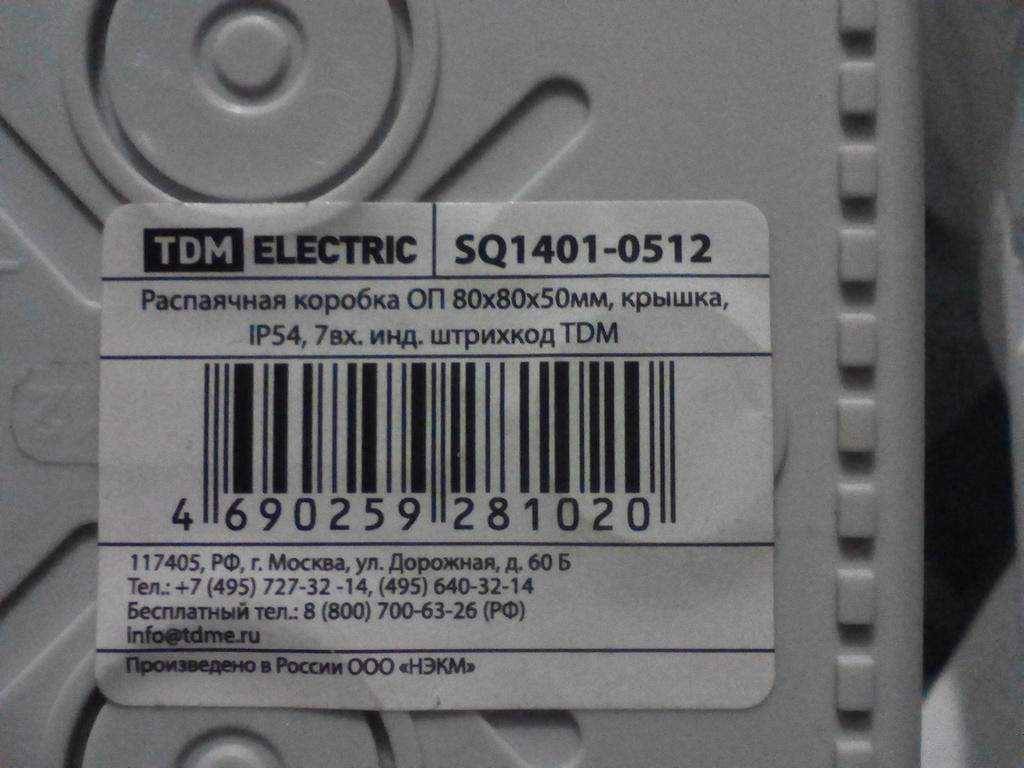 TDM ELECTRIC SQ1401-0512
Распаячная коробка ОП 80х80х50мм, крышка,
IP54, 7вх. инд. штрихкод TDM
4 690259 281020
117405, РФ, г. Москва, ул. Дорожная, д. 60 Б
Тел.: +7 (495) 727-32 -14, (495) 640-32-14
Бесплатный тел.: 8 (800) 700-63-26 (РФ)
info@tdme.ru
Произведено в России ООО «НЭКМ»